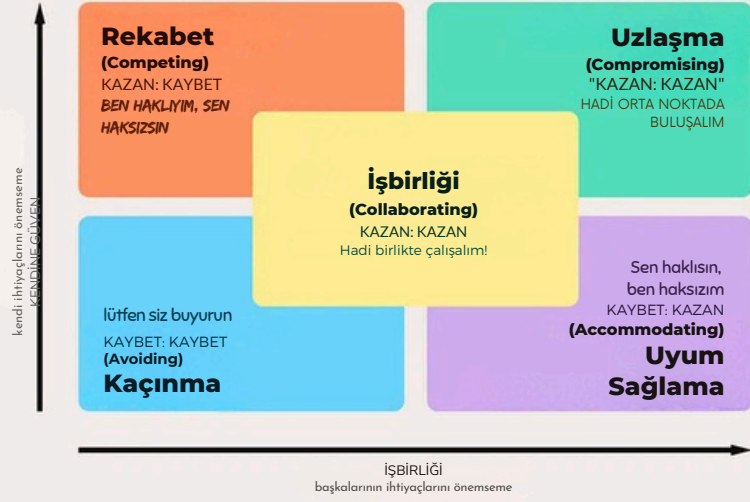 Rekabet
(Competing)
KAZAN: KAYBET
BEN HAKLIYIM, SEN
HAKSIZSIN
Uzlaşma
(Compromising)
"KAZAN: KAZAN"
HADİ ORTA NOKTADA
BULUŞALIM
İşbirliği
(Collaborating)
KAZAN: KAZAN
Hadi birlikte çalışalım!
lütfen siz buyurun
KAYBET: KAYBET
(Avoiding)
Kaçınma
Sen haklısın,
ben haksızım
KAYBET: KAZAN
(Accommodating)
Uyum
Sağlama
kendi ihtiyaçlarını önemseme
KENDİNE GÜVEN
İŞBİRLİĞİ
başkalarının ihtiyaçlarını önemseme